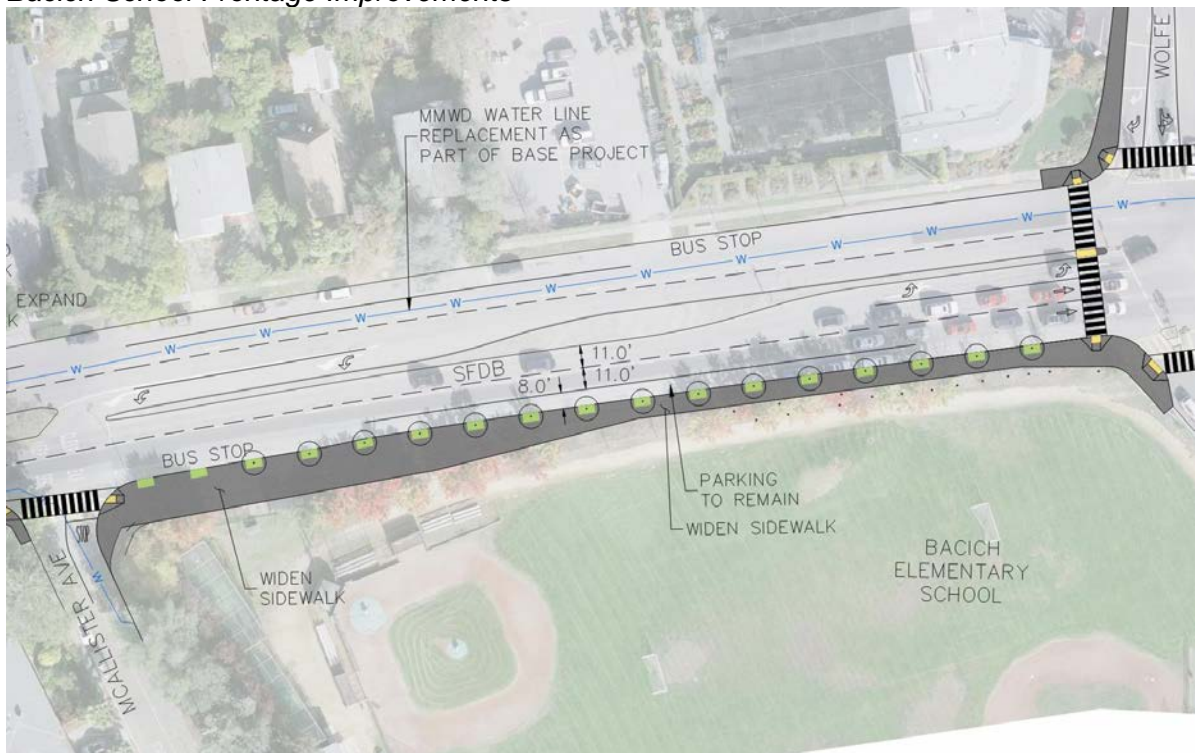 Bacich School Frontage Improvements
WOLFE
MMWD WATER LINE
REPLACEMENT AS
PART OF BASE PROJECT
BUS STOP
W W W W W W W W W W W W
EXPAND
K
11.0'
SFDB
11.0'
8.0'
BUS STOP
PARKING
TO REMAIN
WIDEN SIDEWALK
STOP
W
WIDEN
SIDEWALK
BACICH
ELEMENTARY
SCHOOL
MCALLISTER AVE